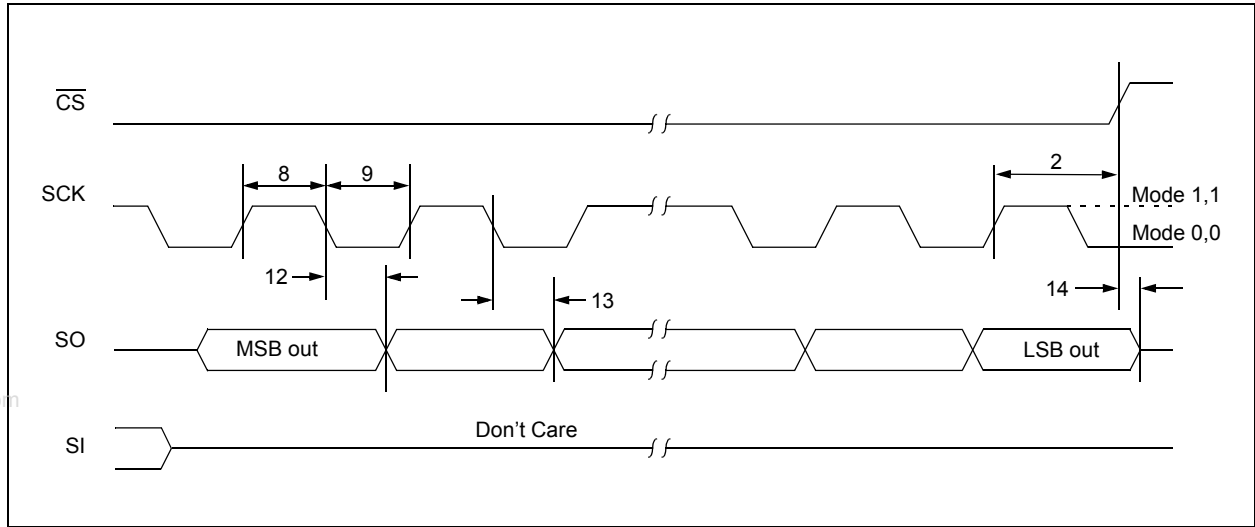 CS
SCK
8
9
2
Mode 1,1
Mode 0,0
12
13
14
SO
MSB out
LSB out
SI
Don't Care
om